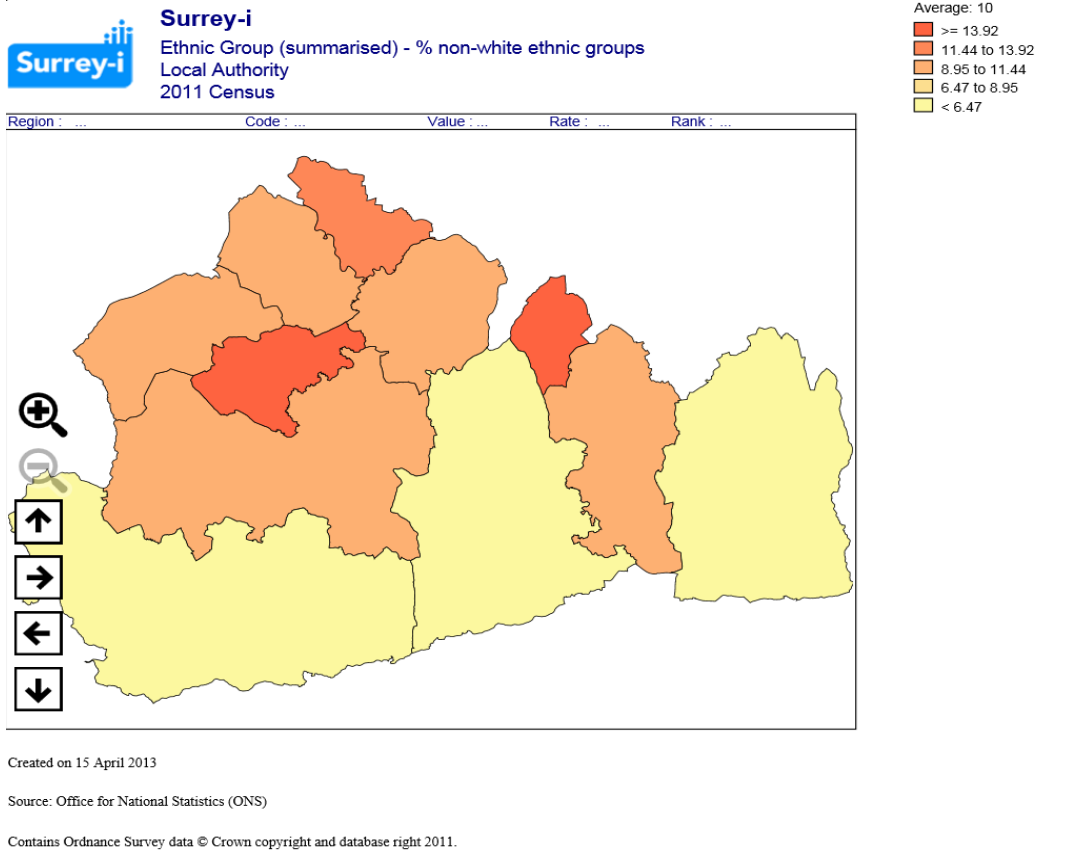 Surrey-i
Surrey-i
Ethnic Group (summarised) - % non-white ethnic groups
Local Authority
2011 Census
Region : ... Code : ... Value : ... Rate : ... Rank : ...
Average: 10
>= 13.92
11.44 to 13.92
8.95 to 11.44
6.47 to 8.95
< 6.47
Created on 15 April 2013
Source: Office for National Statistics (ONS)
Contains Ordnance Survey data © Crown copyright and database right 2011.